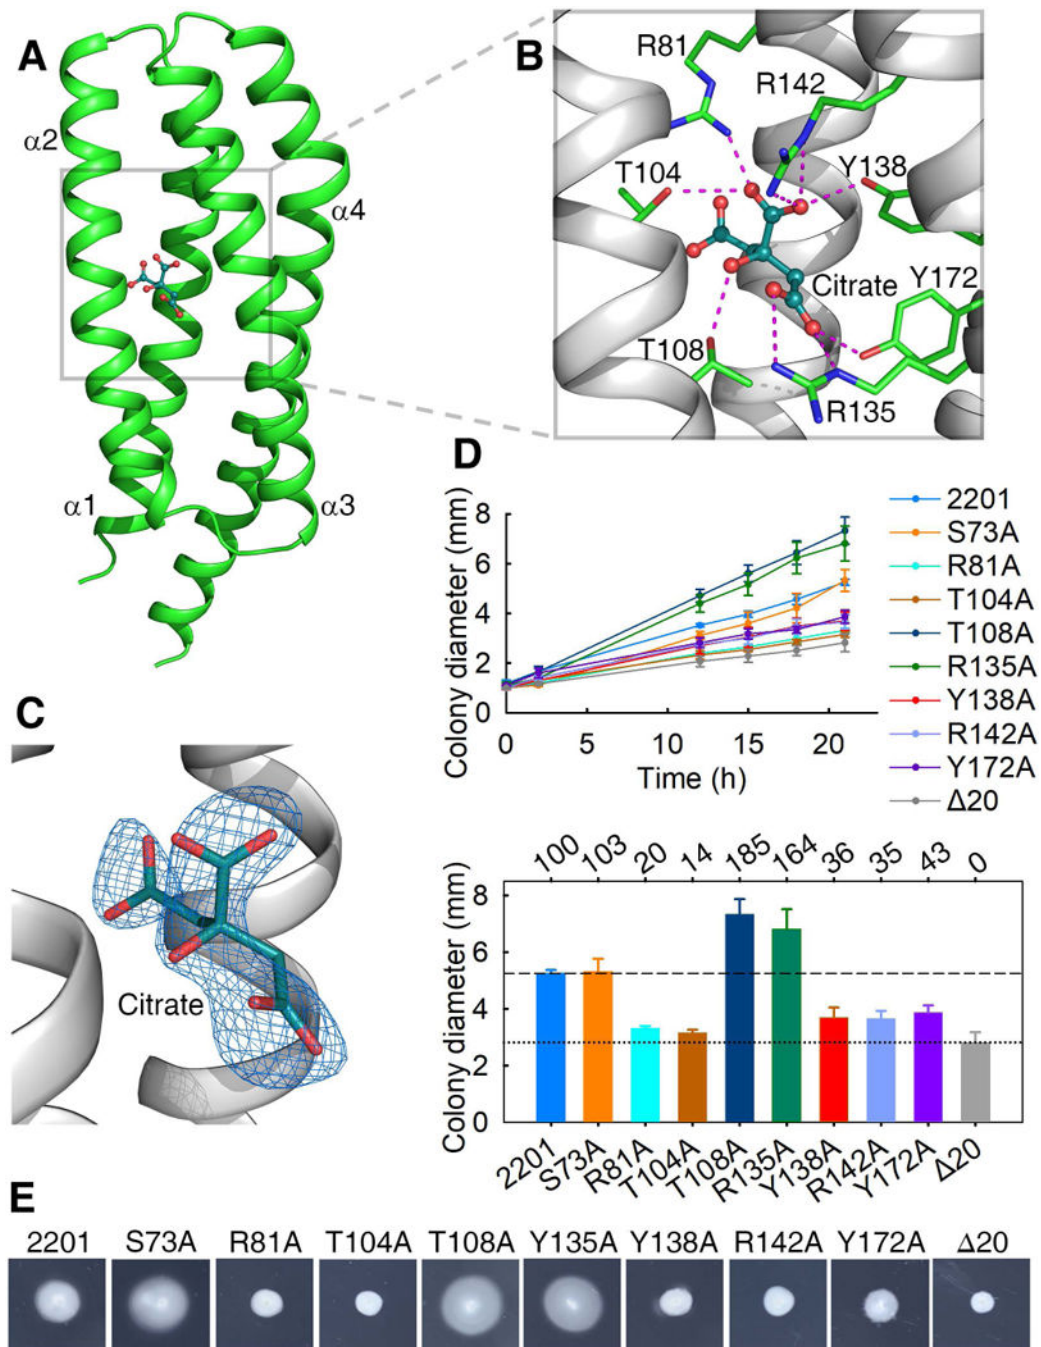 A
α2
α4
α1
α3
B
R81
R142
T104
Y138
Citrate
Y172
T108
R135
C
Citrate
D
Colony diameter (mm)
8
6
4
2
0
0 5 10 15 20
Time (h)
2201
S73A
R81A
T104A
T108A
R135A
Y138A
R142A
Y172A
Δ20
100 103 20 14 185 164 36 35 43 0
Colony diameter (mm)
8
6
4
2
0
2201 S73A R81A T104A T108A R135A Y138A R142A Y172A Δ20
E
2201 S73A R81A T104A T108A Y135A Y138A R142A Y172A Δ20